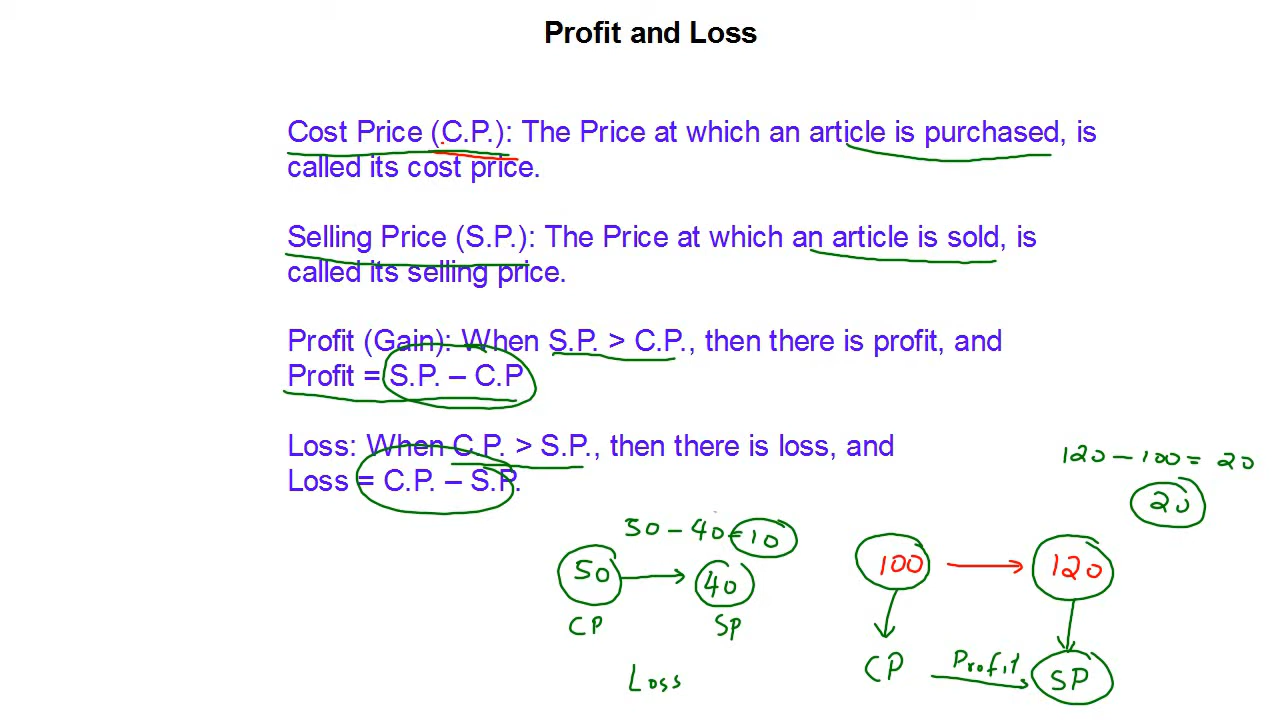 Profit and Loss
Cost Price (C.P.): The Price at which an article is purchased, is
called its cost price.
Selling Price (S.P.): The Price at which an article is sold, is
called its selling price.
Profit (Gain): When S.P. > C.P., then there is profit, and
Profit = S.P. – C.P
Loss: When C.P. > S.P., then there is loss, and
Loss = C.P. – S.P.
120 – 100 = 20
20
50 – 40 = 10
50 → 40
CP SP
Loss
100 → 120
CP Profit SP